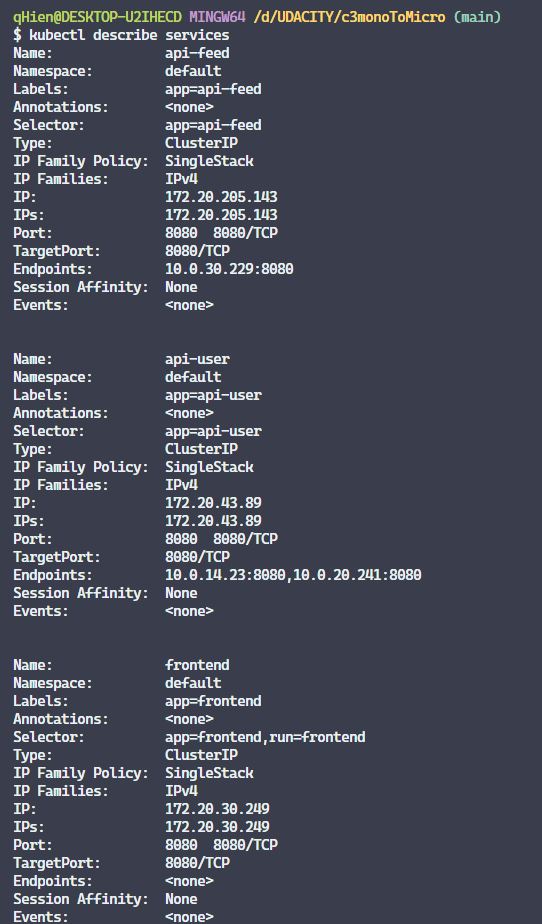 qHien@DESKTOP-U2IHECD MINGW64 /d/UDACITY/c3monoToMicro (main)
$ kubectl describe services
Name:              api-feed
Namespace:         default
Labels:            app=api-feed
Annotations:       <none>
Selector:          app=api-feed
Type:              ClusterIP
IP Family Policy:  SingleStack
IP Families:       IPv4
IP:                172.20.205.143
IPs:               172.20.205.143
Port:              8080  8080/TCP
TargetPort:        8080/TCP
Endpoints:         10.0.30.229:8080
Session Affinity:  None
Events:            <none>

Name:              api-user
Namespace:         default
Labels:            app=api-user
Annotations:       <none>
Selector:          app=api-user
Type:              ClusterIP
IP Family Policy:  SingleStack
IP Families:       IPv4
IP:                172.20.43.89
IPs:               172.20.43.89
Port:              8080  8080/TCP
TargetPort:        8080/TCP
Endpoints:         10.0.14.23:8080,10.0.20.241:8080
Session Affinity:  None
Events:            <none>

Name:              frontend
Namespace:         default
Labels:            app=frontend
Annotations:       <none>
Selector:          app=frontend,run=frontend
Type:              ClusterIP
IP Family Policy:  SingleStack
IP Families:       IPv4
IP:                172.20.30.249
IPs:               172.20.30.249
Port:              8080  8080/TCP
TargetPort:        8080/TCP
Endpoints:         <none>
Session Affinity:  None
Events:            <none>